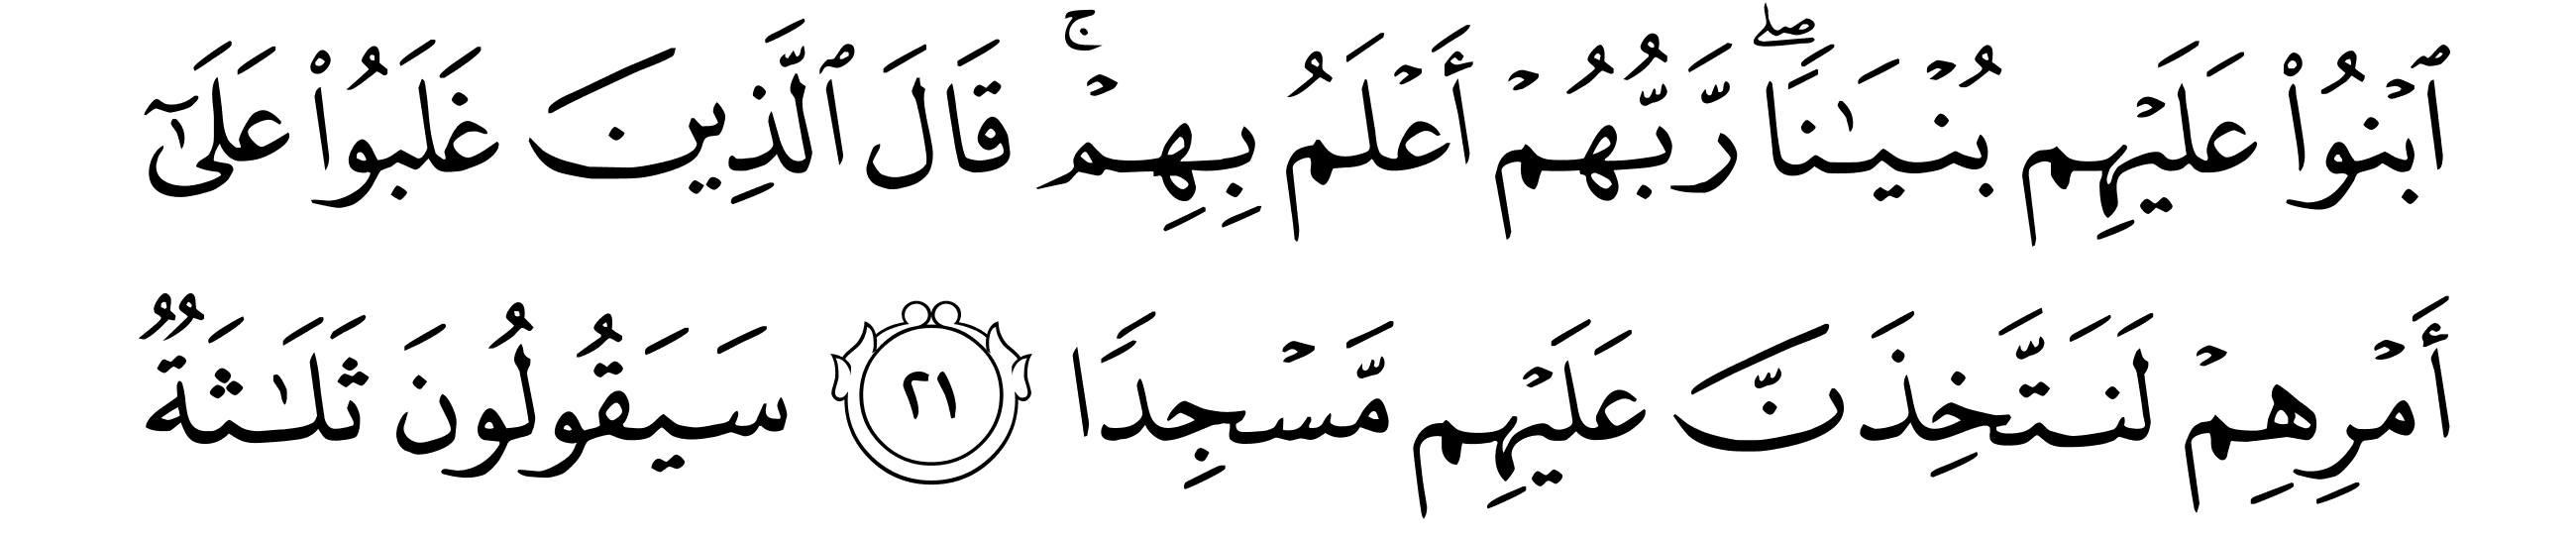 ٱبۡنُواْ عَلَيۡهِم بُنۡيَٰنٗاۖ رَّبُّهُمۡ أَعۡلَمُ بِهِمۡۚ قَالَ ٱلَّذِينَ غَلَبُواْ عَلَىٰٓ
أَمۡرِهِمۡ لَنَتَّخِذَنَّ عَلَيۡهِم مَّسۡجِدٗا ٢١ سَيَقُولُونَ ثَلَٰثَةٞ